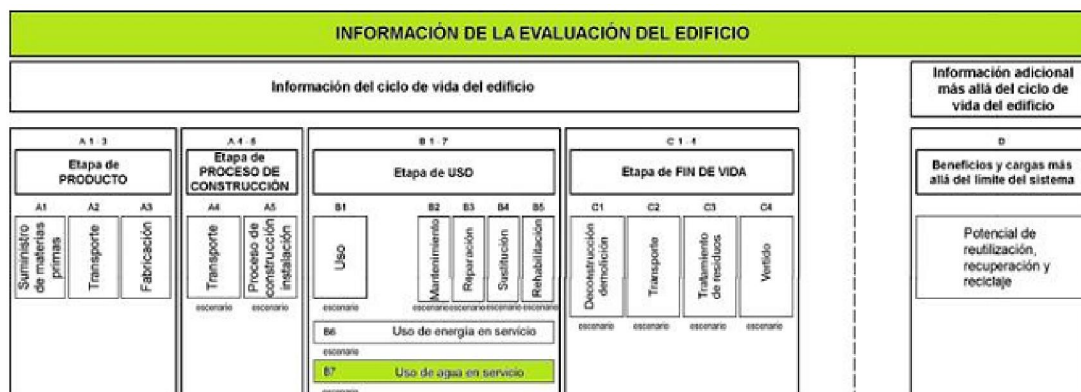 INFORMACIÓN DE LA EVALUACIÓN DEL EDIFICIO
Información del ciclo de vida del edificio
Información adicional
más allá del ciclo de
vida del edificio
A 1 - 3
Etapa de
PRODUCTO
A 4 - 5
Etapa de
PROCESO DE
CONSTRUCCIÓN
B 1 - 7
Etapa de USO
C 1 - 4
Etapa de FIN DE VIDA
D
Beneficios y cargas más
allá del límite del sistema
A1
Suministro
de materias
primas
A2
Transporte
A3
Fabricación
A4
Transporte
escenario
A5
Proceso de
construcción
instalación
escenario
B1
Uso
escenario
B2
Mantenimiento
escenario
B3
Reparación
escenario
B4
Sustitución
escenario
B5
Rehabilitación
escenario
B6 Uso de energía en servicio
escenario
B7 Uso de agua en servicio
escenario
C1
Deconstrucción
demolición
escenario
C2
Transporte
escenario
C3
Tratamiento
de residuos
escenario
C4
Vertido
escenario
Potencial de
reutilización,
recuperación y
reciclaje